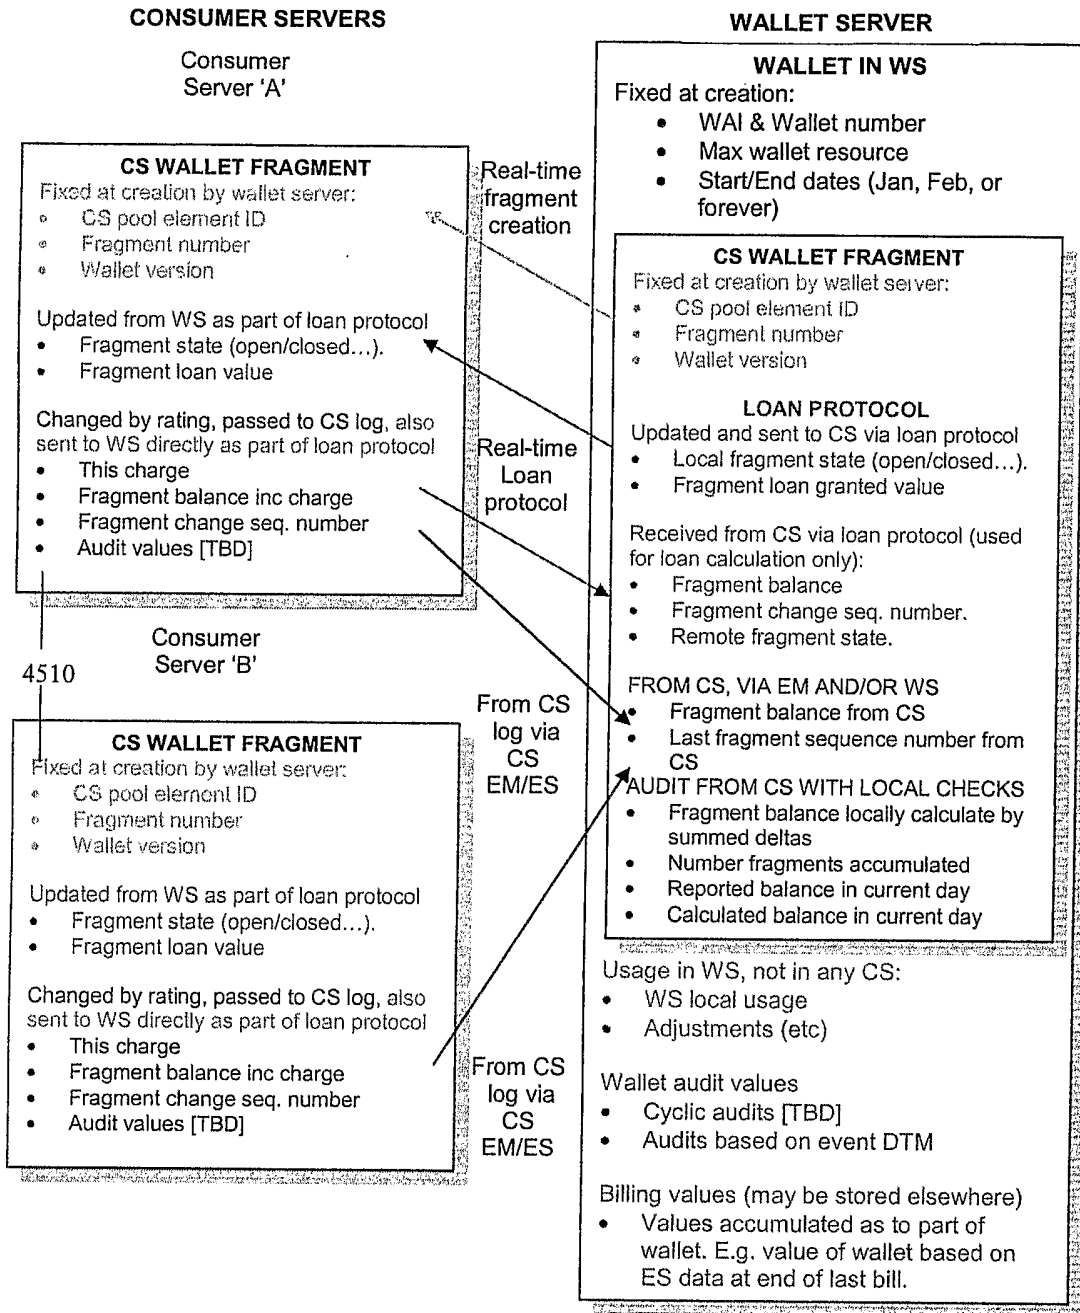 CONSUMER SERVERS
Consumer
Server 'A'
CS WALLET FRAGMENT
Fixed at creation by wallet server:
• CS pool element ID
• Fragment number
• Wallet version
Updated from WS as part of loan protocol
• Fragment state (open/closed...).
• Fragment loan value
Changed by rating, passed to CS log, also
sent to WS directly as part of loan protocol
• This charge
• Fragment balance inc charge
• Fragment change seq. number
• Audit values [TBD]
Consumer
Server 'B'
4510
CS WALLET FRAGMENT
Fixed at creation by wallet server:
• CS pool element ID
• Fragment number
• Wallet version
Updated from WS as part of loan protocol
• Fragment state (open/closed...).
• Fragment loan value
Changed by rating, passed to CS log, also
sent to WS directly as part of loan protocol
• This charge
• Fragment balance inc charge
• Fragment change seq. number
• Audit values [TBD]
Real-time
fragment
creation
Real-time
Loan
protocol
From CS
log via
CS
EM/ES
From CS
log via
CS
EM/ES
WALLET SERVER
WALLET IN WS
Fixed at creation:
• WAI & Wallet number
• Max wallet resource
• Start/End dates (Jan, Feb, or
forever)
CS WALLET FRAGMENT
Fixed at creation by wallet server:
• CS pool element ID
• Fragment number
• Wallet version
LOAN PROTOCOL
Updated and sent to CS via loan protocol
• Local fragment state (open/closed...).
• Fragment loan granted value
Received from CS via loan protocol (used
for loan calculation only):
• Fragment balance
• Fragment change seq. number.
• Remote fragment state.
FROM CS, VIA EM AND/OR WS
• Fragment balance from CS
• Last fragment sequence number from
CS
AUDIT FROM CS WITH LOCAL CHECKS
• Fragment balance locally calculate by
summed deltas
• Number fragments accumulated
• Reported balance in current day
• Calculated balance in current day
Usage in WS, not in any CS:
• WS local usage
• Adjustments (etc)
Wallet audit values
• Cyclic audits [TBD]
• Audits based on event DTM
Billing values (may be stored elsewhere)
• Values accumulated as to part of
wallet. E.g. value of wallet based on
ES data at end of last bill.